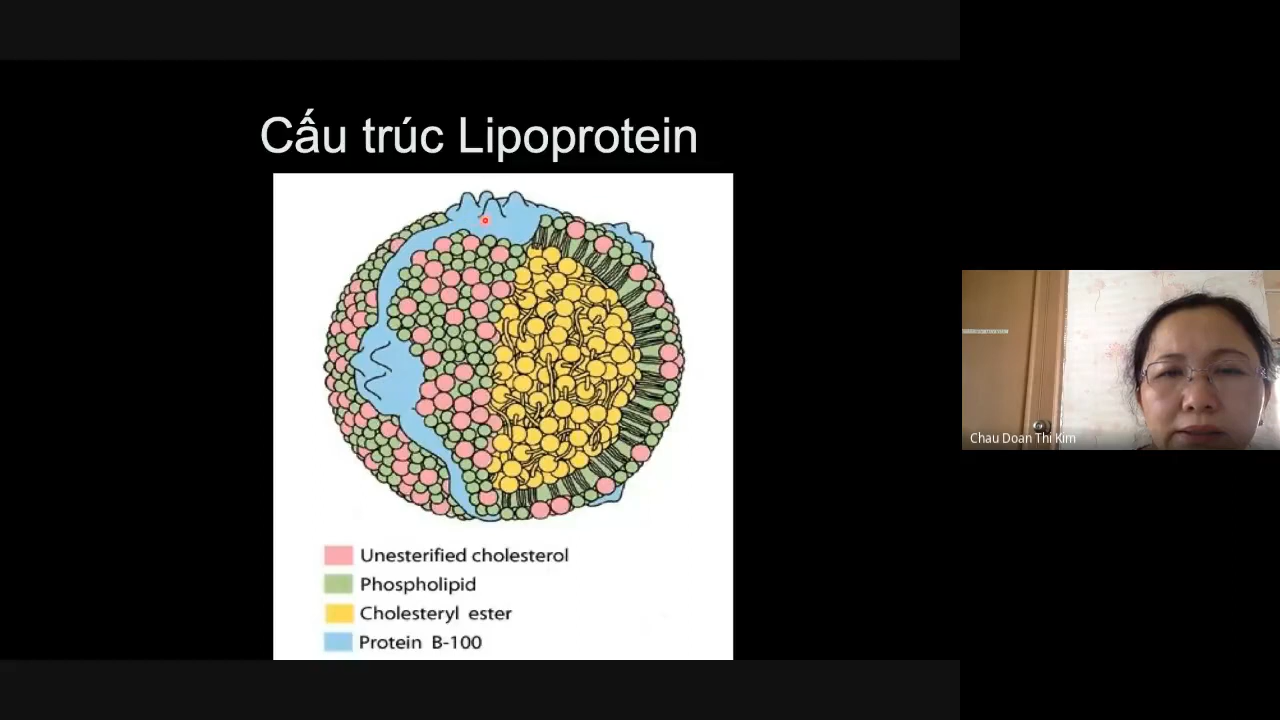 Cấu trúc Lipoprotein
Unesterified cholesterol
Phospholipid
Cholesteryl ester
Protein B-100
Chau Doan Thi Kim